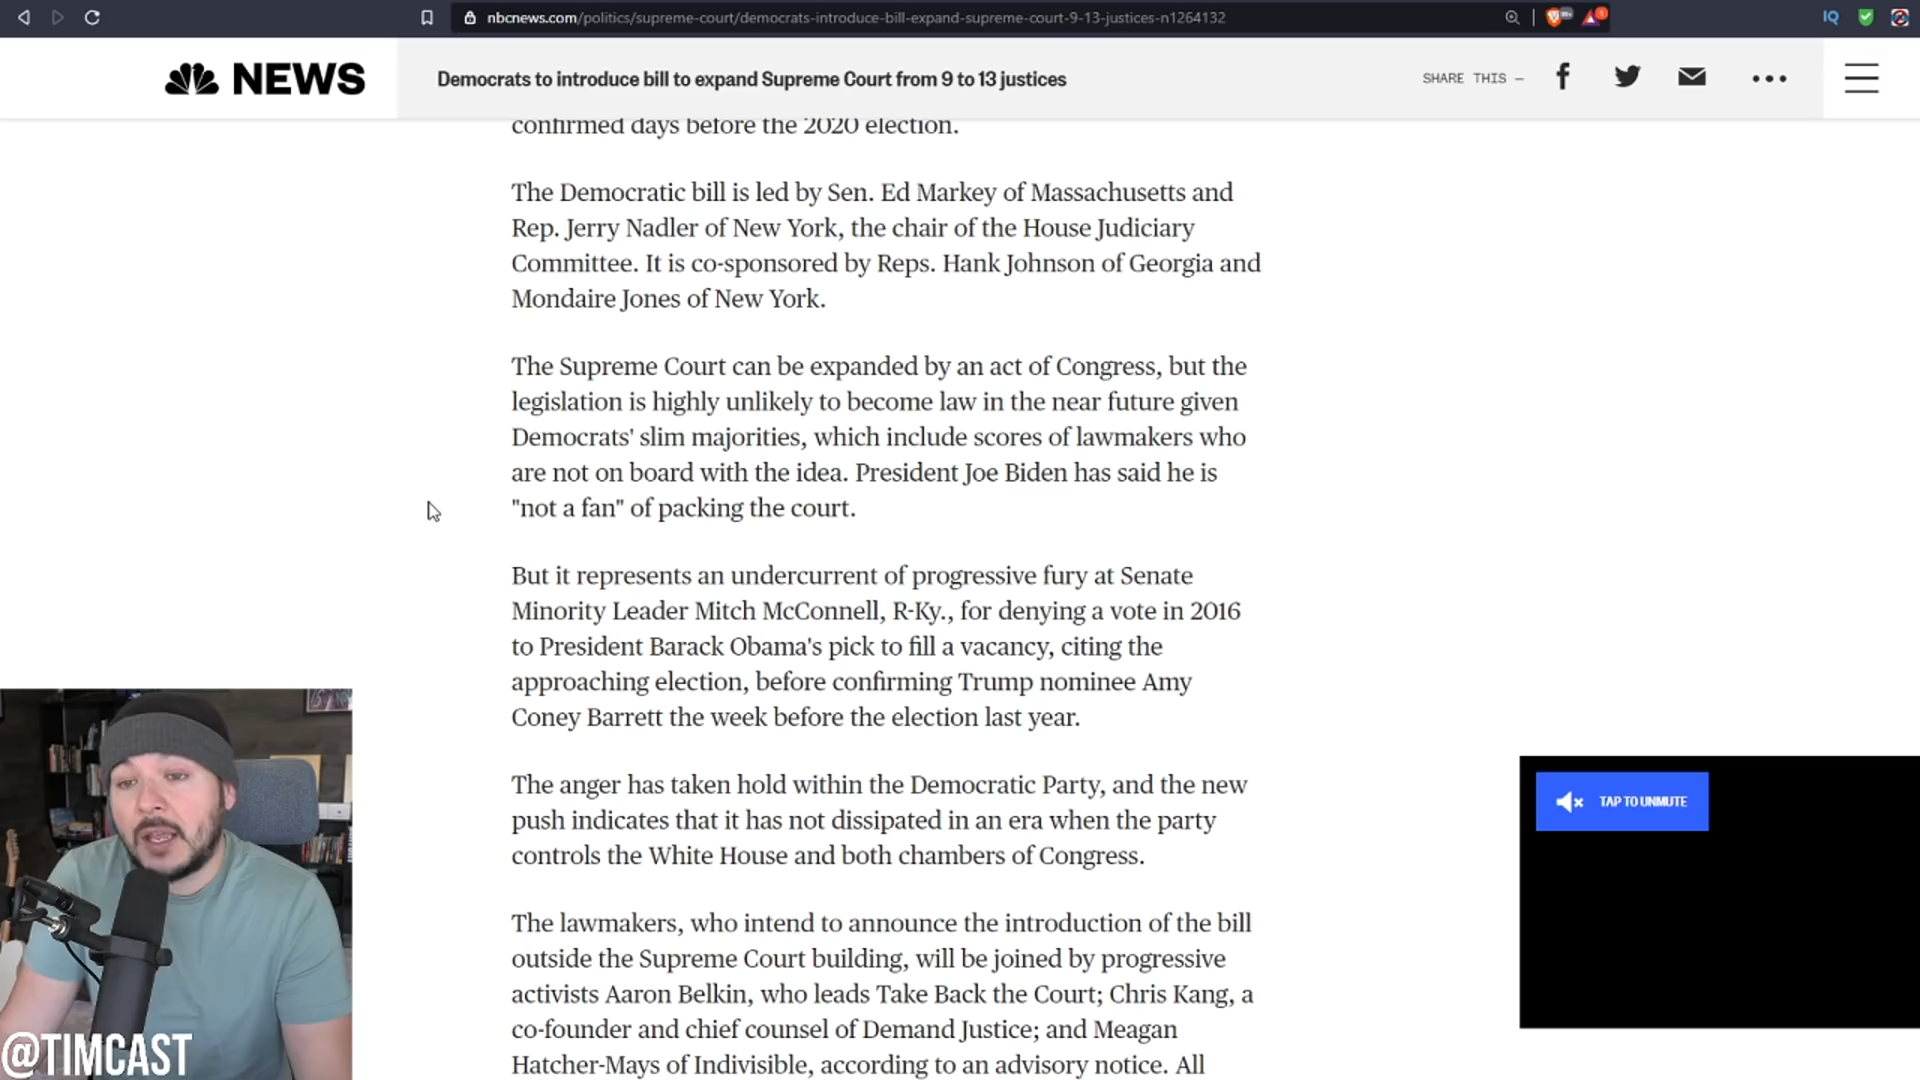 nbcnews.com/politics/supreme-court/democrats-introduce-bill-expand-supreme-court-9-13-justices-n1264132
IQ
NEWS
Democrats to introduce bill to expand Supreme Court from 9 to 13 justices
SHARE THIS —
confirmed days before the 2020 election.
The Democratic bill is led by Sen. Ed Markey of Massachusetts and
Rep. Jerry Nadler of New York, the chair of the House Judiciary
Committee. It is co-sponsored by Reps. Hank Johnson of Georgia and
Mondaire Jones of New York.
The Supreme Court can be expanded by an act of Congress, but the
legislation is highly unlikely to become law in the near future given
Democrats' slim majorities, which include scores of lawmakers who
are not on board with the idea. President Joe Biden has said he is
"not a fan" of packing the court.
But it represents an undercurrent of progressive fury at Senate
Minority Leader Mitch McConnell, R-Ky., for denying a vote in 2016
to President Barack Obama's pick to fill a vacancy, citing the
approaching election, before confirming Trump nominee Amy
Coney Barrett the week before the election last year.
The anger has taken hold within the Democratic Party, and the new
push indicates that it has not dissipated in an era when the party
controls the White House and both chambers of Congress.
The lawmakers, who intend to announce the introduction of the bill
outside the Supreme Court building, will be joined by progressive
activists Aaron Belkin, who leads Take Back the Court; Chris Kang, a
co-founder and chief counsel of Demand Justice; and Meagan
Hatcher-Mays of Indivisible, according to an advisory notice. All
TAP TO UNMUTE
@TIMCAST